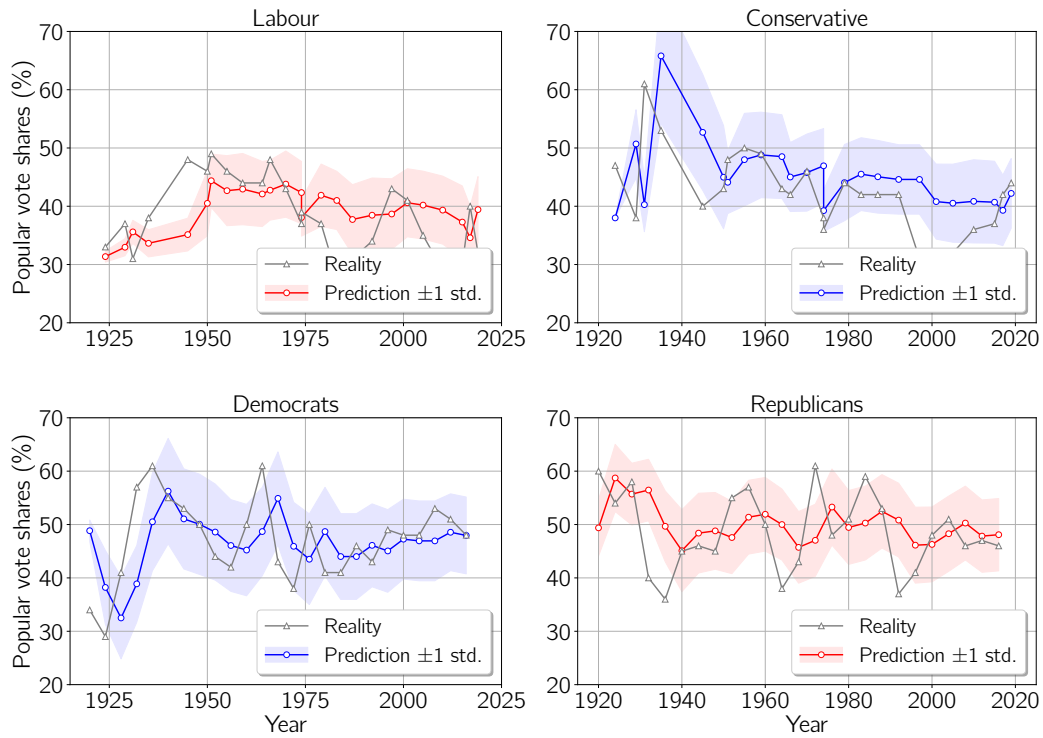 Labour
Conservative
Popular vote shares (%)
70
60
50
40
30
20
1925
1950
1975
2000
2025
Reality
Prediction ±1 std.
70
60
50
40
30
20
1920
1940
1960
1980
2000
2020
Reality
Prediction ±1 std.
Democrats
Republicans
Popular vote shares (%)
70
60
50
40
30
20
1925
1950
1975
2000
2025
Year
Reality
Prediction ±1 std.
70
60
50
40
30
20
1920
1940
1960
1980
2000
2020
Year
Reality
Prediction ±1 std.